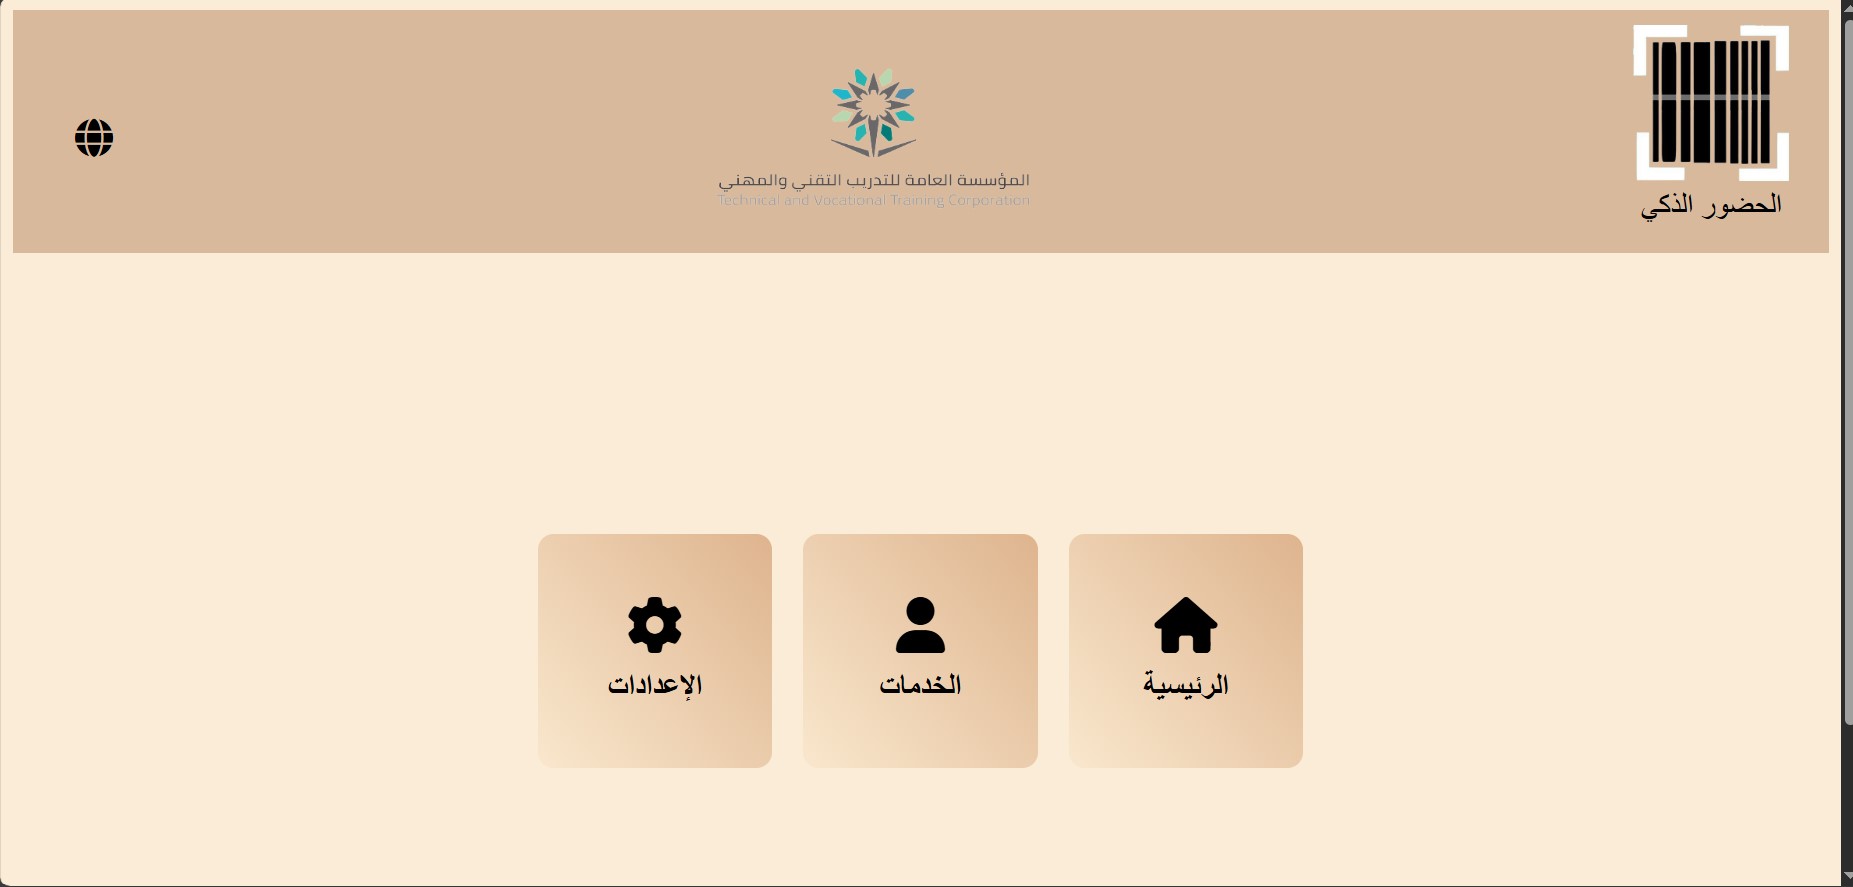 الحضور الذكي
المؤسسة العامة للتدريب التقني والمهني
Technical and Vocational Training Corporation
الرئيسية
الخدمات
الإعدادات